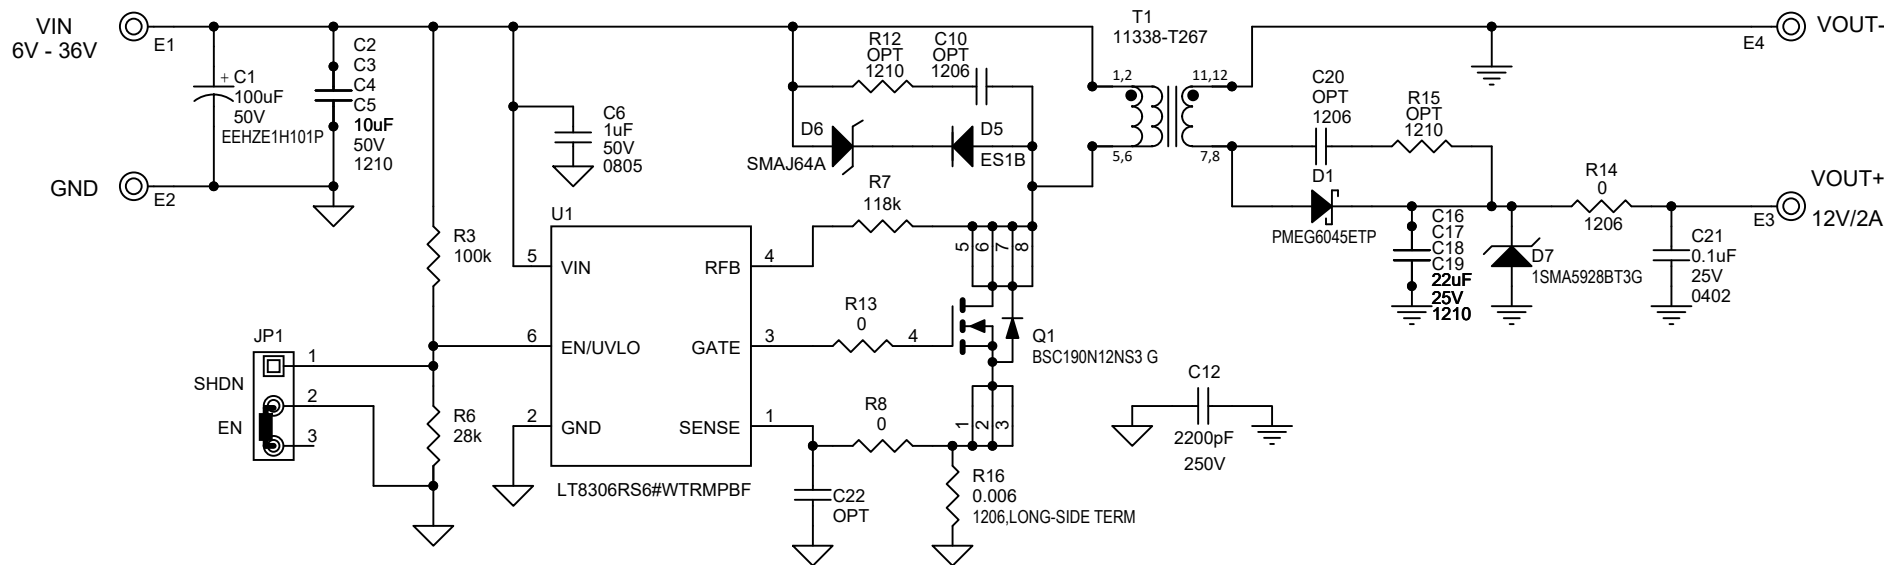 VIN
6V - 36V
E1
+ C1
100uF
50V
EEHZE1H101P
C2
C3
C4
C5
10uF
50V
1210
GND
E2
R3
100k
C6
1uF
50V
0805
R12
OPT
1210
C10
OPT
1206
D6
SMAJ64A
D5
ES1B
R7
118k
T1
11338-T267
1,2
11,12
5,6
7,8
E4
VOUT-
C20
OPT
1206
R15
OPT
1210
D1
PMEG6045ETP
C16
C17
C18
C19
22uF
25V
1210
D7
1SMA5928BT3G
R14
0
1206
C21
0.1uF
25V
0402
E3
VOUT+
12V/2A
U1
5 VIN
RFB 4
6 EN/UVLO
GATE 3
2 GND
SENSE 1
LT8306RS6#WTRMPBF
R13
0
4
5
6
7
8
Q1
BSC190N12NS3 G
1
2
3
R8
0
C22
OPT
R16
0.006
1206,LONG-SIDE TERM
C12
2200pF
250V
JP1
1
SHDN
2
EN
3
R6
28k